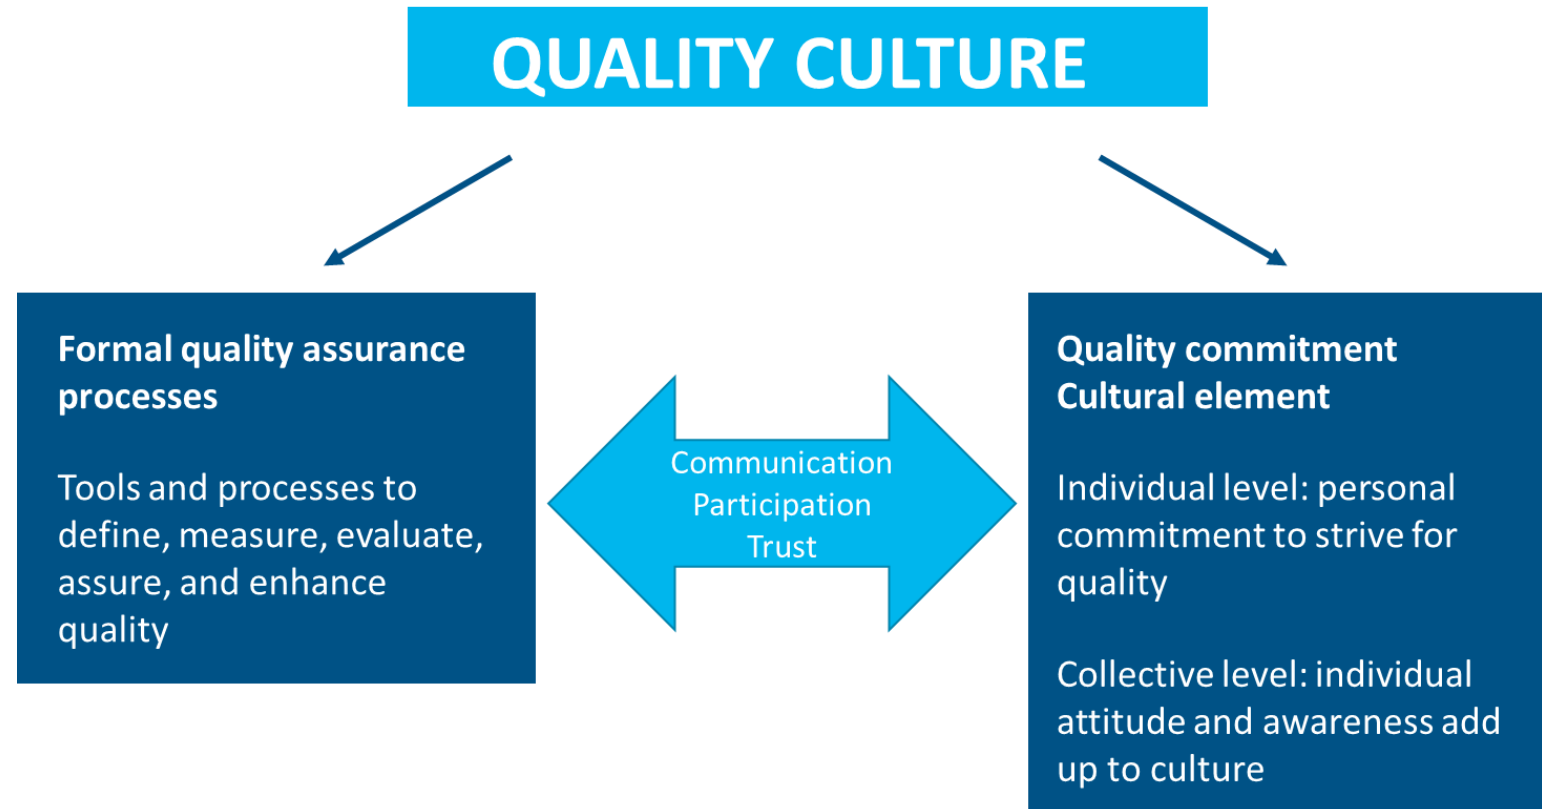 QUALITY CULTURE
Formal quality assurance
processes
Tools and processes to
define, measure, evaluate,
assure, and enhance
quality
Communication
Participation
Trust
Quality commitment
Cultural element
Individual level: personal
commitment to strive for
quality
Collective level: individual
attitude and awareness add
up to culture